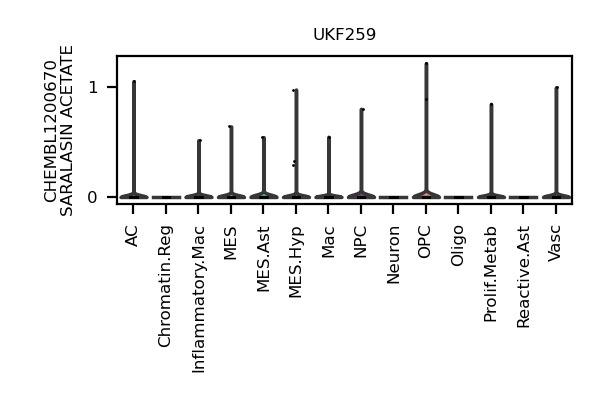 UKF259
CHEMBL1200670
SARALASIN ACETATE
1
0
AC
Chromatin.Reg
Inflammatory.Mac
MES
MES.Ast
MES.Hyp
Mac
NPC
Neuron
OPC
Oligo
Prolif.Metab
Reactive.Ast
Vasc